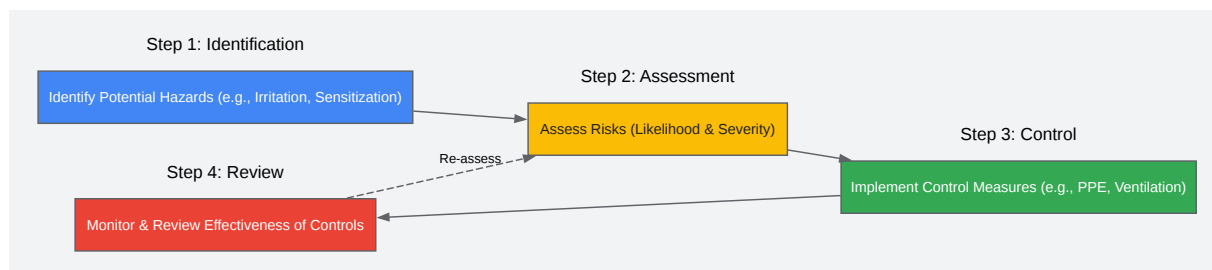 Step 1: Identification
Identify Potential Hazards (e.g., Irritation, Sensitization)
Step 2: Assessment
Assess Risks (Likelihood & Severity)
Step 3: Control
Implement Control Measures (e.g., PPE, Ventilation)
Re-assess
Step 4: Review
Monitor & Review Effectiveness of Controls